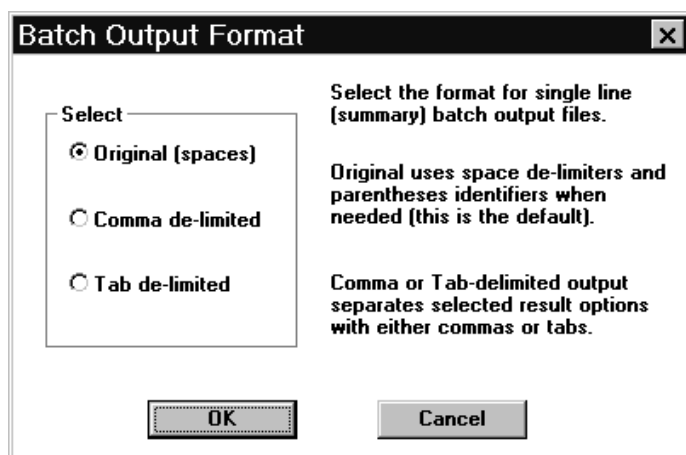 Batch Output Format
Select
Original (spaces)
Comma de-limited
Tab de-limited
Select the format for single line
(summary) batch output files.
Original uses space de-limiters and
parentheses identifiers when
needed (this is the default).
Comma or Tab-delimited output
separates selected result options
with either commas or tabs.
OK
Cancel